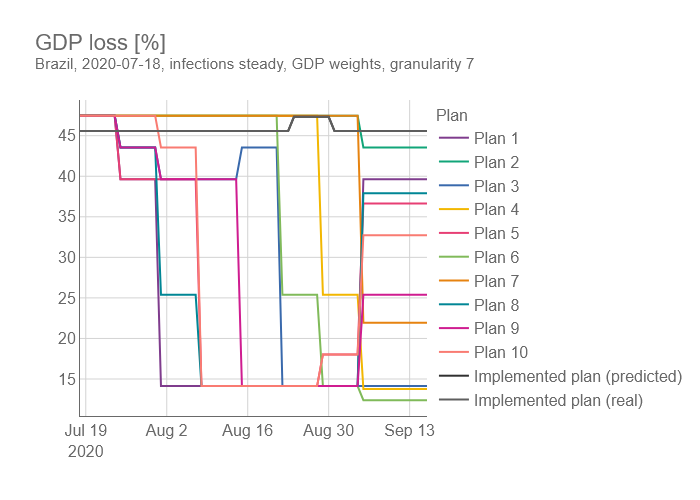 GDP loss [%]
Brazil, 2020-07-18, infections steady, GDP weights, granularity 7
45
40
35
30
25
20
15
Jul 19
2020
Aug 2
Aug 16
Aug 30
Sep 13
Plan
Plan 1
Plan 2
Plan 3
Plan 4
Plan 5
Plan 6
Plan 7
Plan 8
Plan 9
Plan 10
Implemented plan (predicted)
Implemented plan (real)